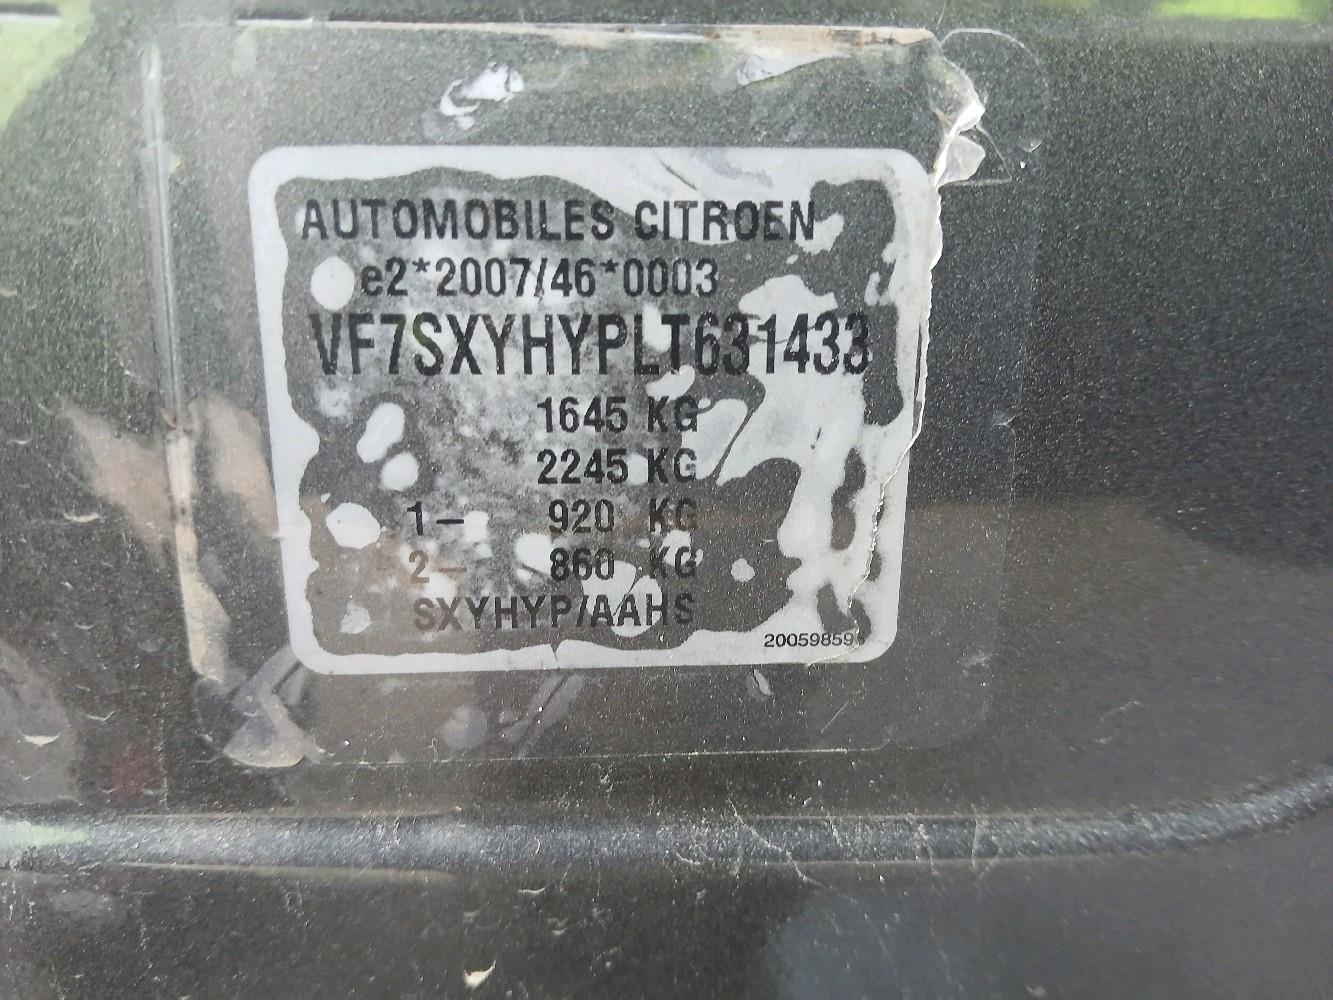 AUTOMOBILES CITROEN
e2*2007/46*0003
VF7SXYHYPLT631433
1645 KG
2245 KG
1- 920 KG
2- 860 KG
SXYHYP/AAHS